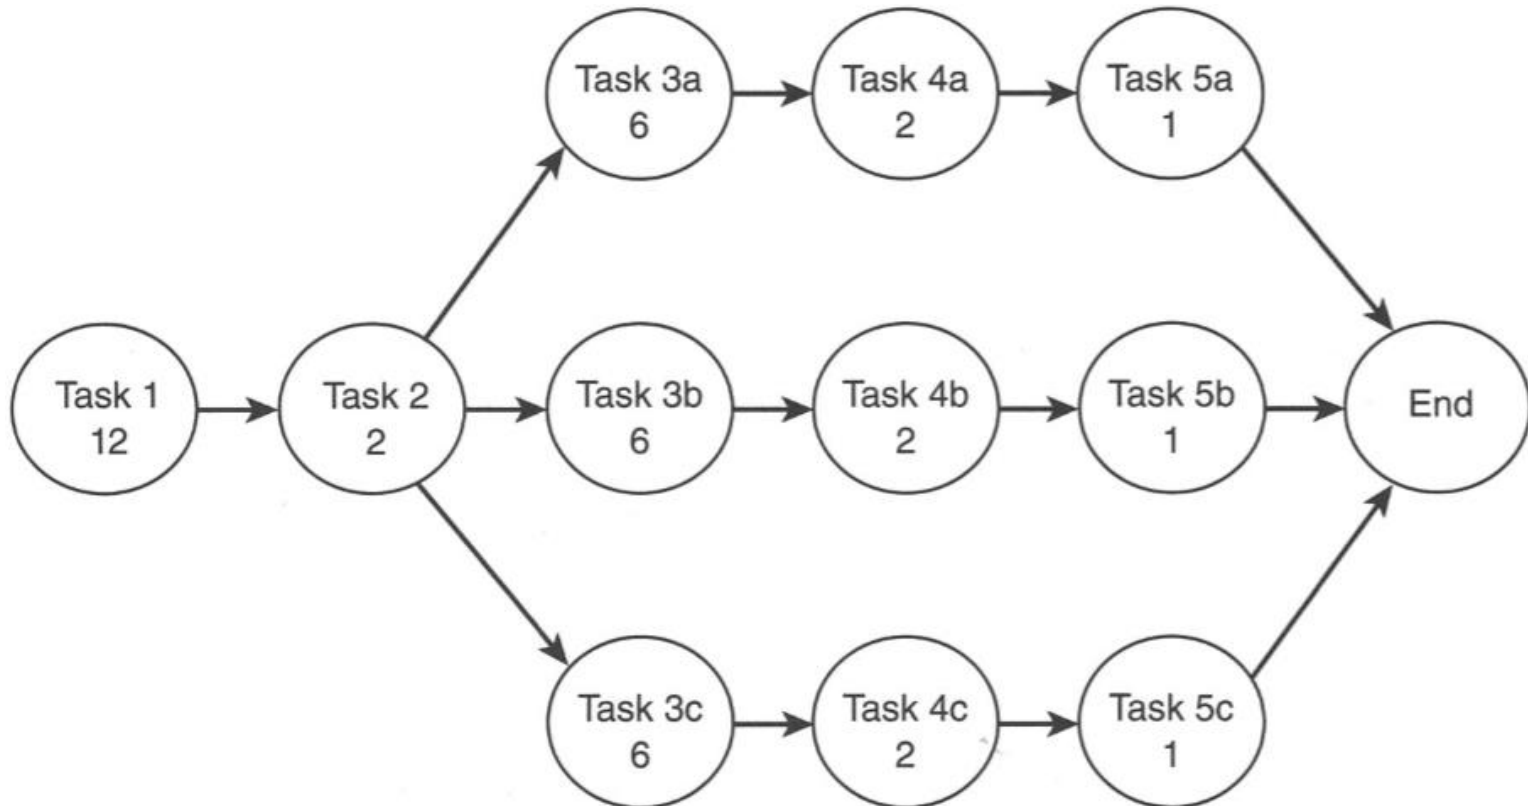 Task 3a
6
Task 4a
2
Task 5a
1
Task 1
12
Task 2
2
Task 3b
6
Task 4b
2
Task 5b
1
End
Task 3c
6
Task 4c
2
Task 5c
1